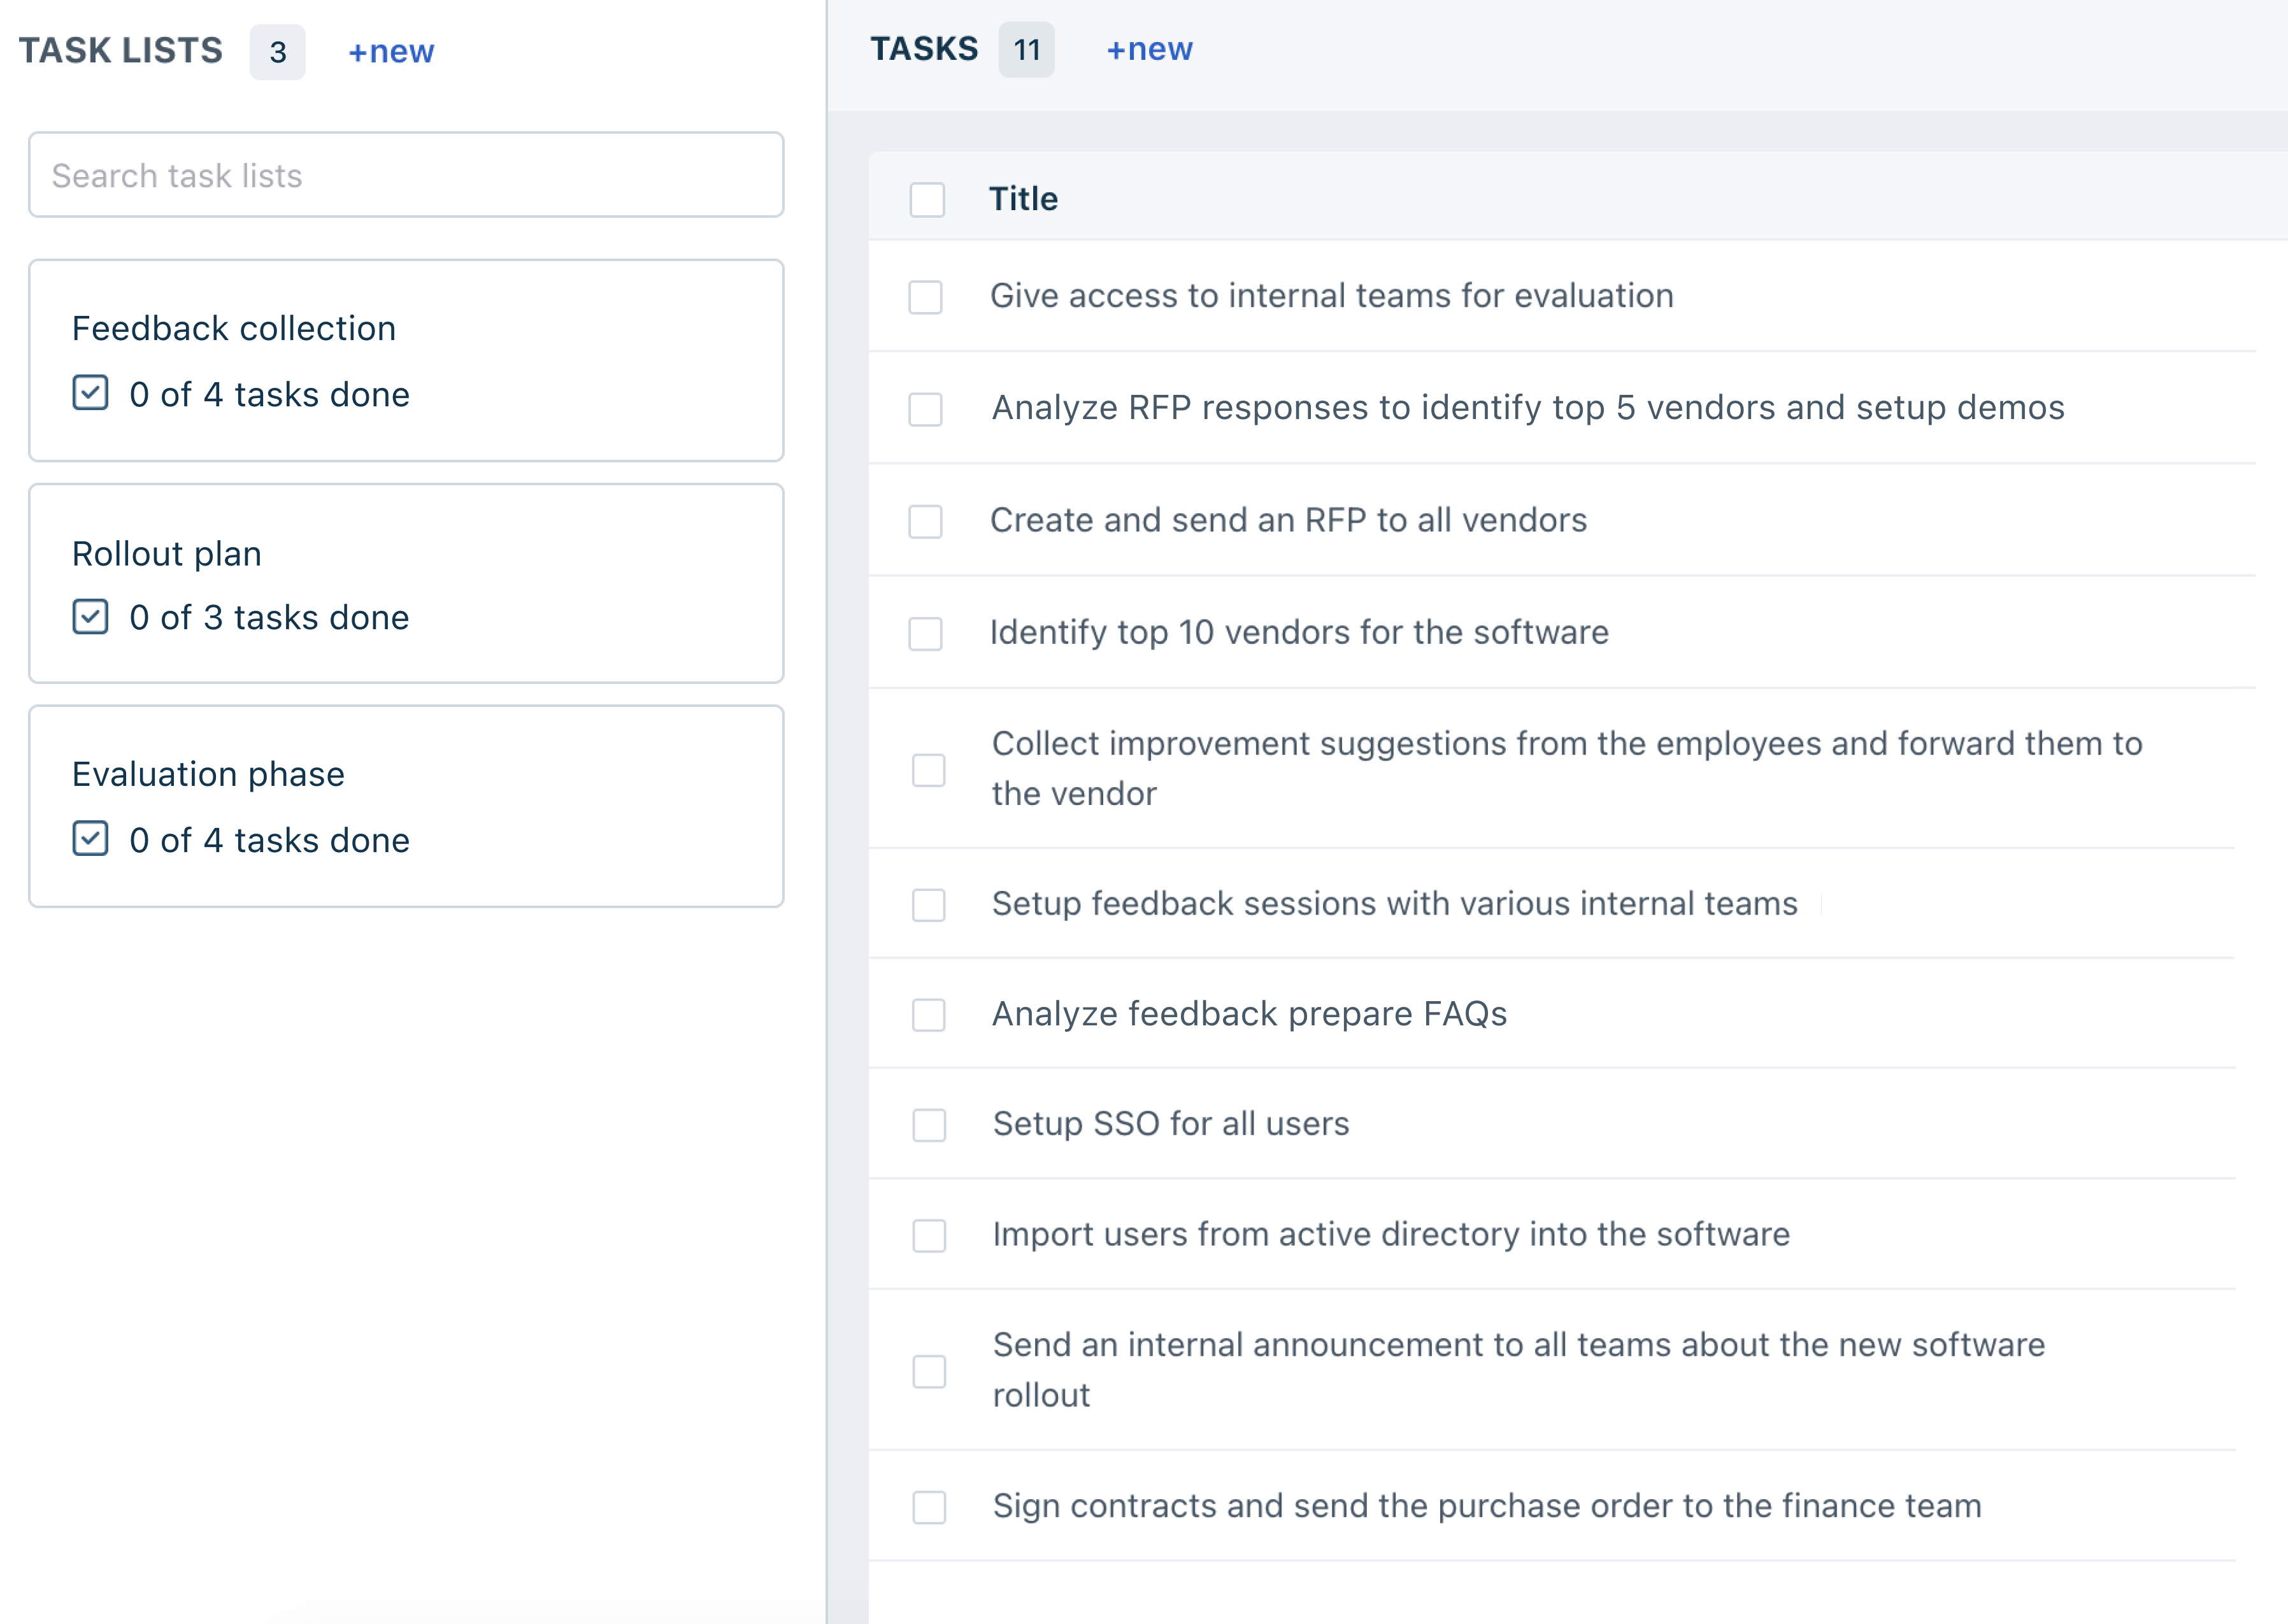 TASK LISTS 3 +new
Search task lists
Feedback collection
0 of 4 tasks done
Rollout plan
0 of 3 tasks done
Evaluation phase
0 of 4 tasks done
TASKS 11 +new
Title
Give access to internal teams for evaluation
Analyze RFP responses to identify top 5 vendors and setup demos
Create and send an RFP to all vendors
Identify top 10 vendors for the software
Collect improvement suggestions from the employees and forward them to
the vendor
Setup feedback sessions with various internal teams
Analyze feedback prepare FAQs
Setup SSO for all users
Import users from active directory into the software
Send an internal announcement to all teams about the new software
rollout
Sign contracts and send the purchase order to the finance team